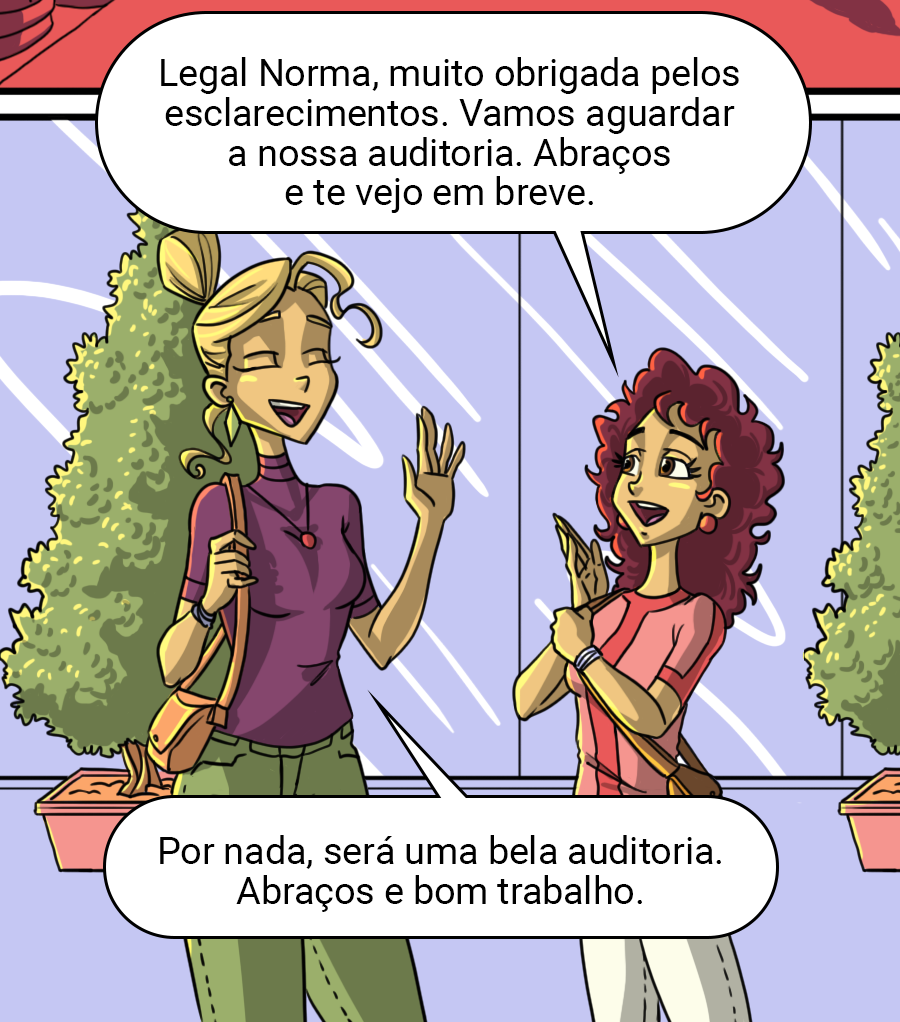 Legal Norma, muito obrigada pelos
esclarecimentos. Vamos aguardar
a nossa auditoria. Abraços
e te vejo em breve.
Por nada, será uma bela auditoria.
Abraços e bom trabalho.